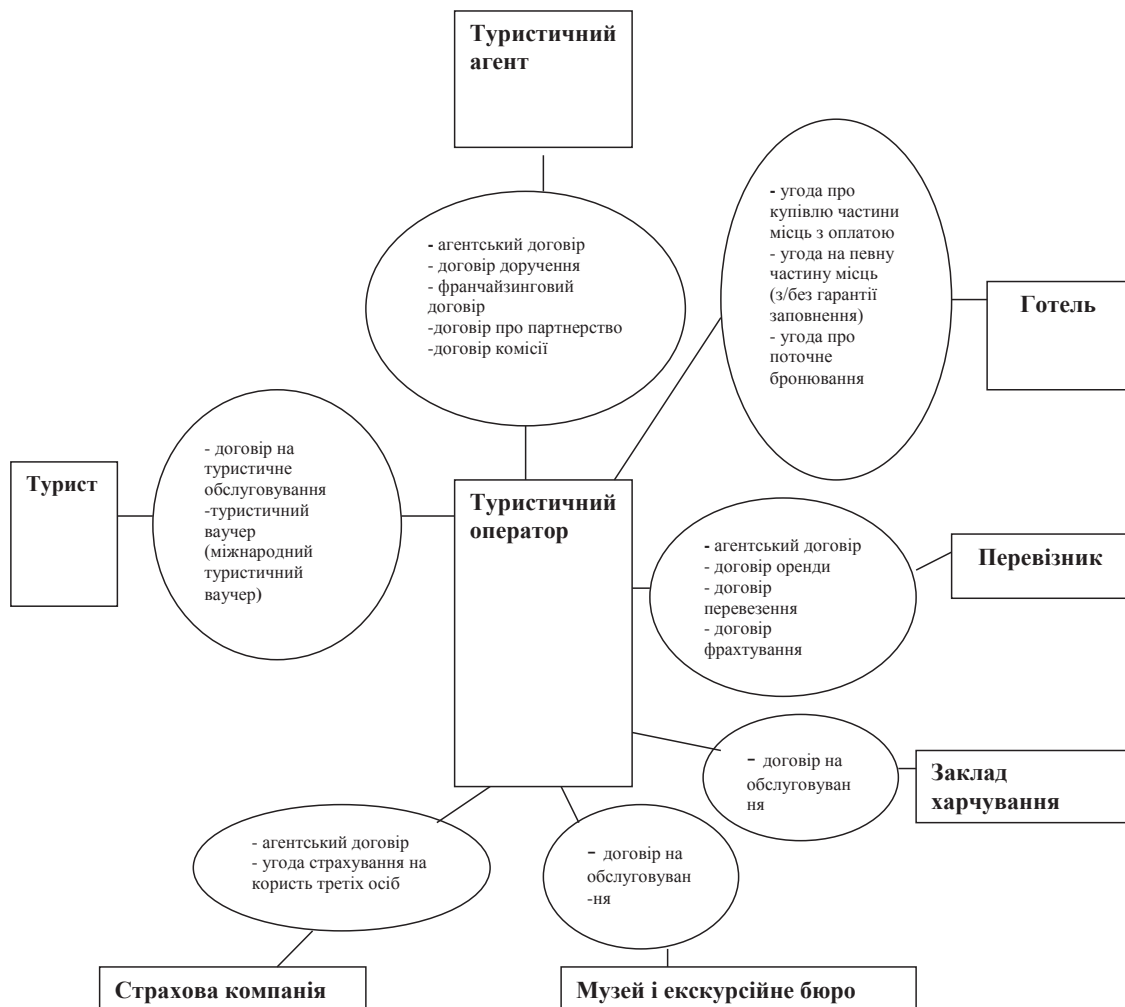 Туристичний
агент
- агентський договір
- договір доручення
- франчайзинговий
договір
-договір про партнерство
-договір комісії
- угода про
купівлю частини
місць з оплатою
- угода на певну
частину місць
(з/без гарантії
заповнення)
- угода про
поточне
бронювання
Готель
Турист
- договір на
туристичне
обслуговування
-туристичний
ваучер
(міжнародний
туристичний
ваучер)
Туристичний
оператор
- агентський договір
- договір оренди
- договір
перевезення
- договір
фрахтування
Перевізник
- договір на
обслуговуван
ня
Заклад
харчування
- агентський договір
- угода страхування на
користь третіх осіб
- договір на
обслуговуван
-ня
Страхова компанія
Музей і екскурсійне бюро